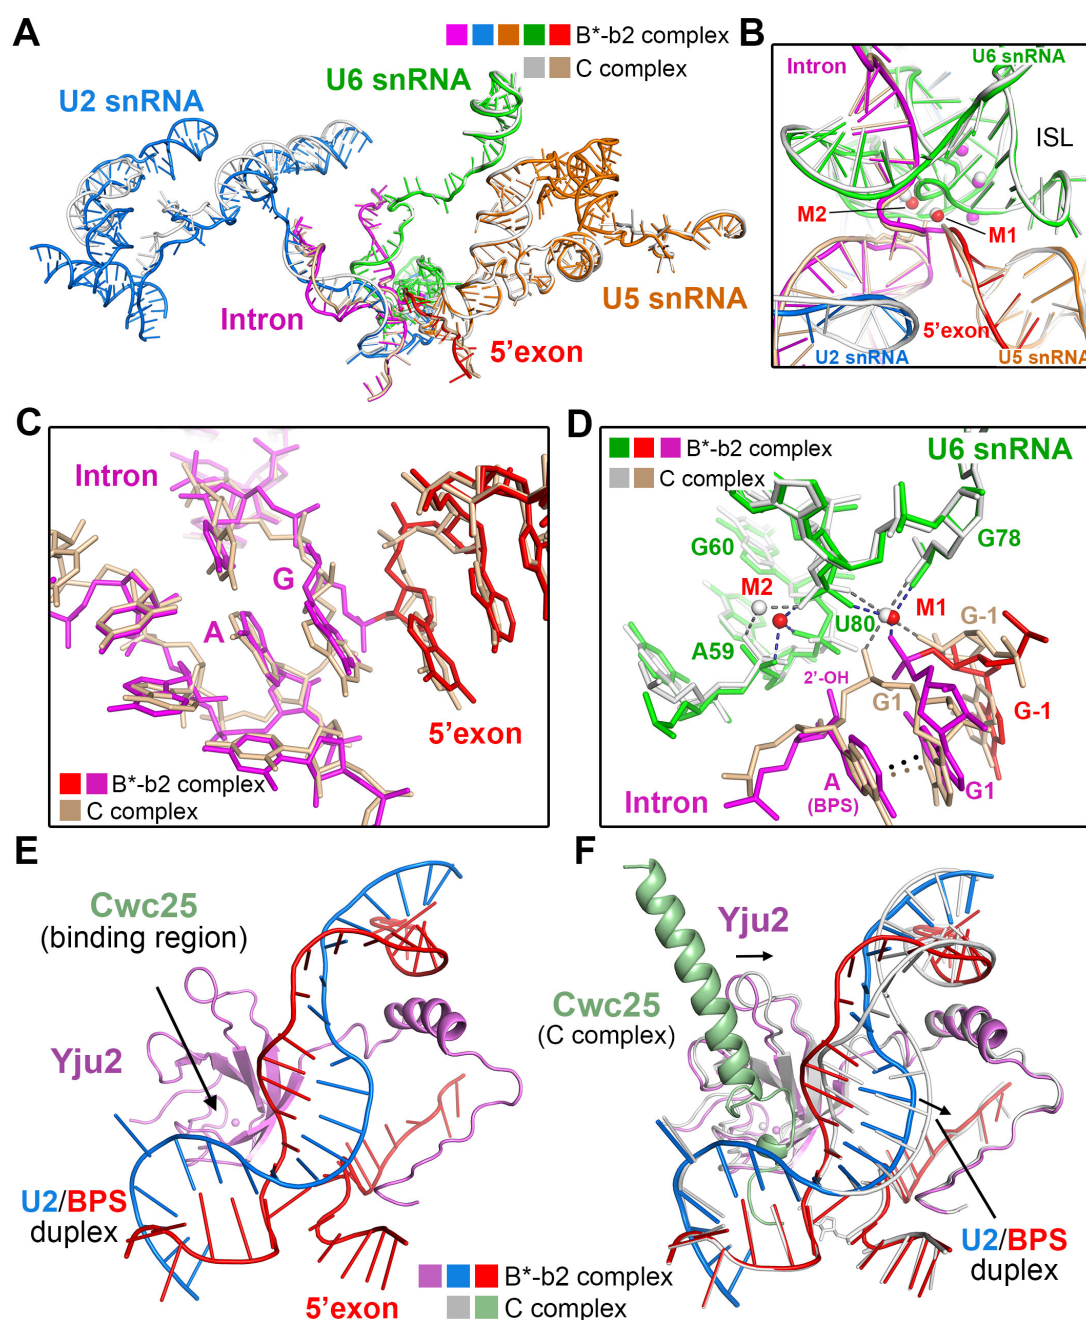 A
B*-b2 complex
C complex
U2 snRNA
U6 snRNA
Intron
5’exon
U5 snRNA
B
Intron
U6 snRNA
ISL
M2
M1
5’exon
U2 snRNA
U5 snRNA
C
Intron
G
A
5’exon
B*-b2 complex
C complex
D
B*-b2 complex
C complex
U6 snRNA
G60
G78
M2
M1
U80
G-1
A59
2’-OH
G1
G-1
A
(BPS)
G1
Intron
E
Cwc25
(binding region)
Yju2
U2/BPS
duplex
5’exon
B*-b2 complex
C complex
F
Yju2
Cwc25
(C complex)
U2/BPS
duplex